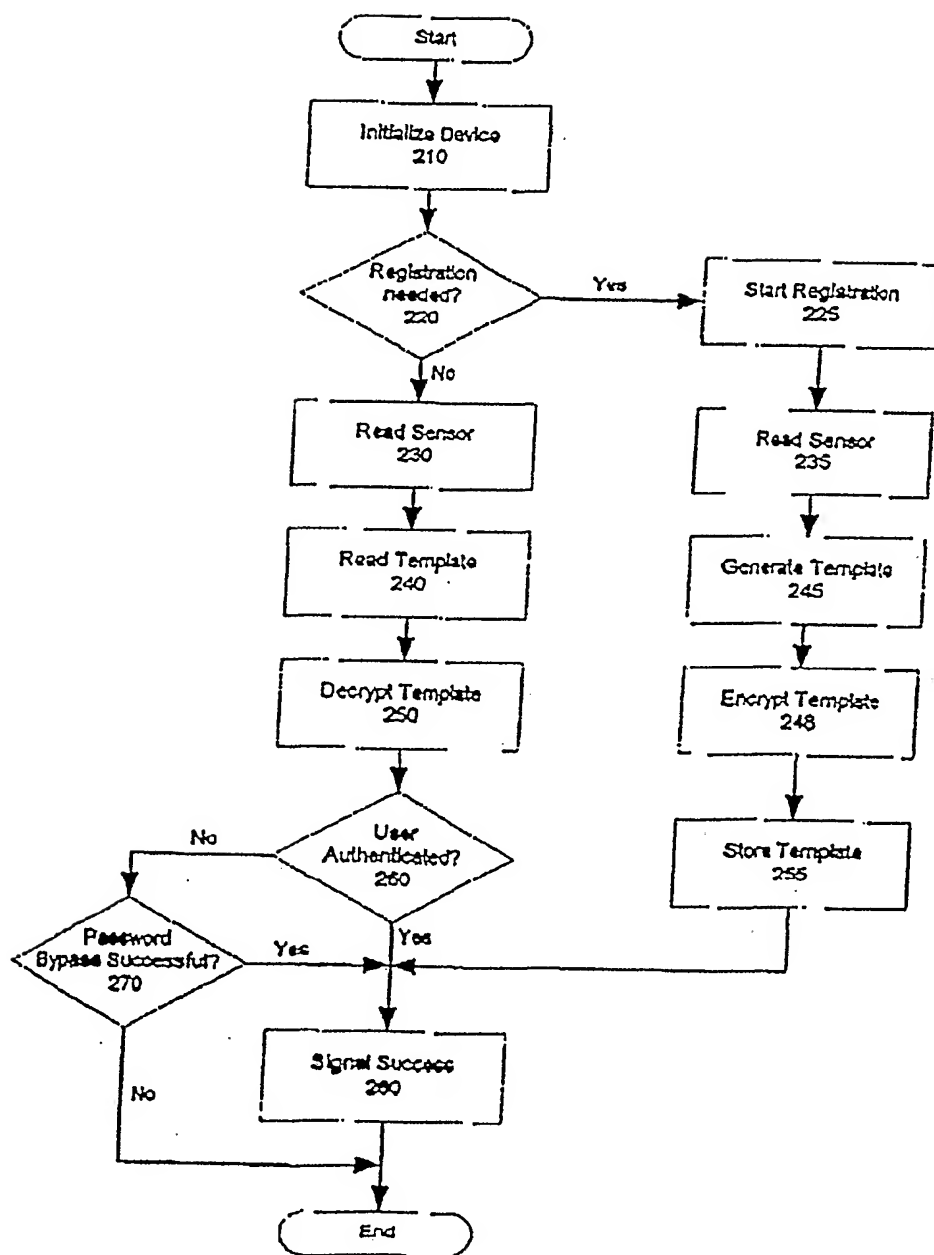 Start
Initialize Device
210
Registration
needed?
220
Yes
Start Registration
225
No
Read Sensor
230
Read Sensor
235
Read Template
240
Generate Template
245
Decrypt Template
250
Encrypt Template
248
User
Authenticated?
260
No
Store Template
255
Password
Bypass Successful?
270
Yes
Yes
Signal Success
280
No
End